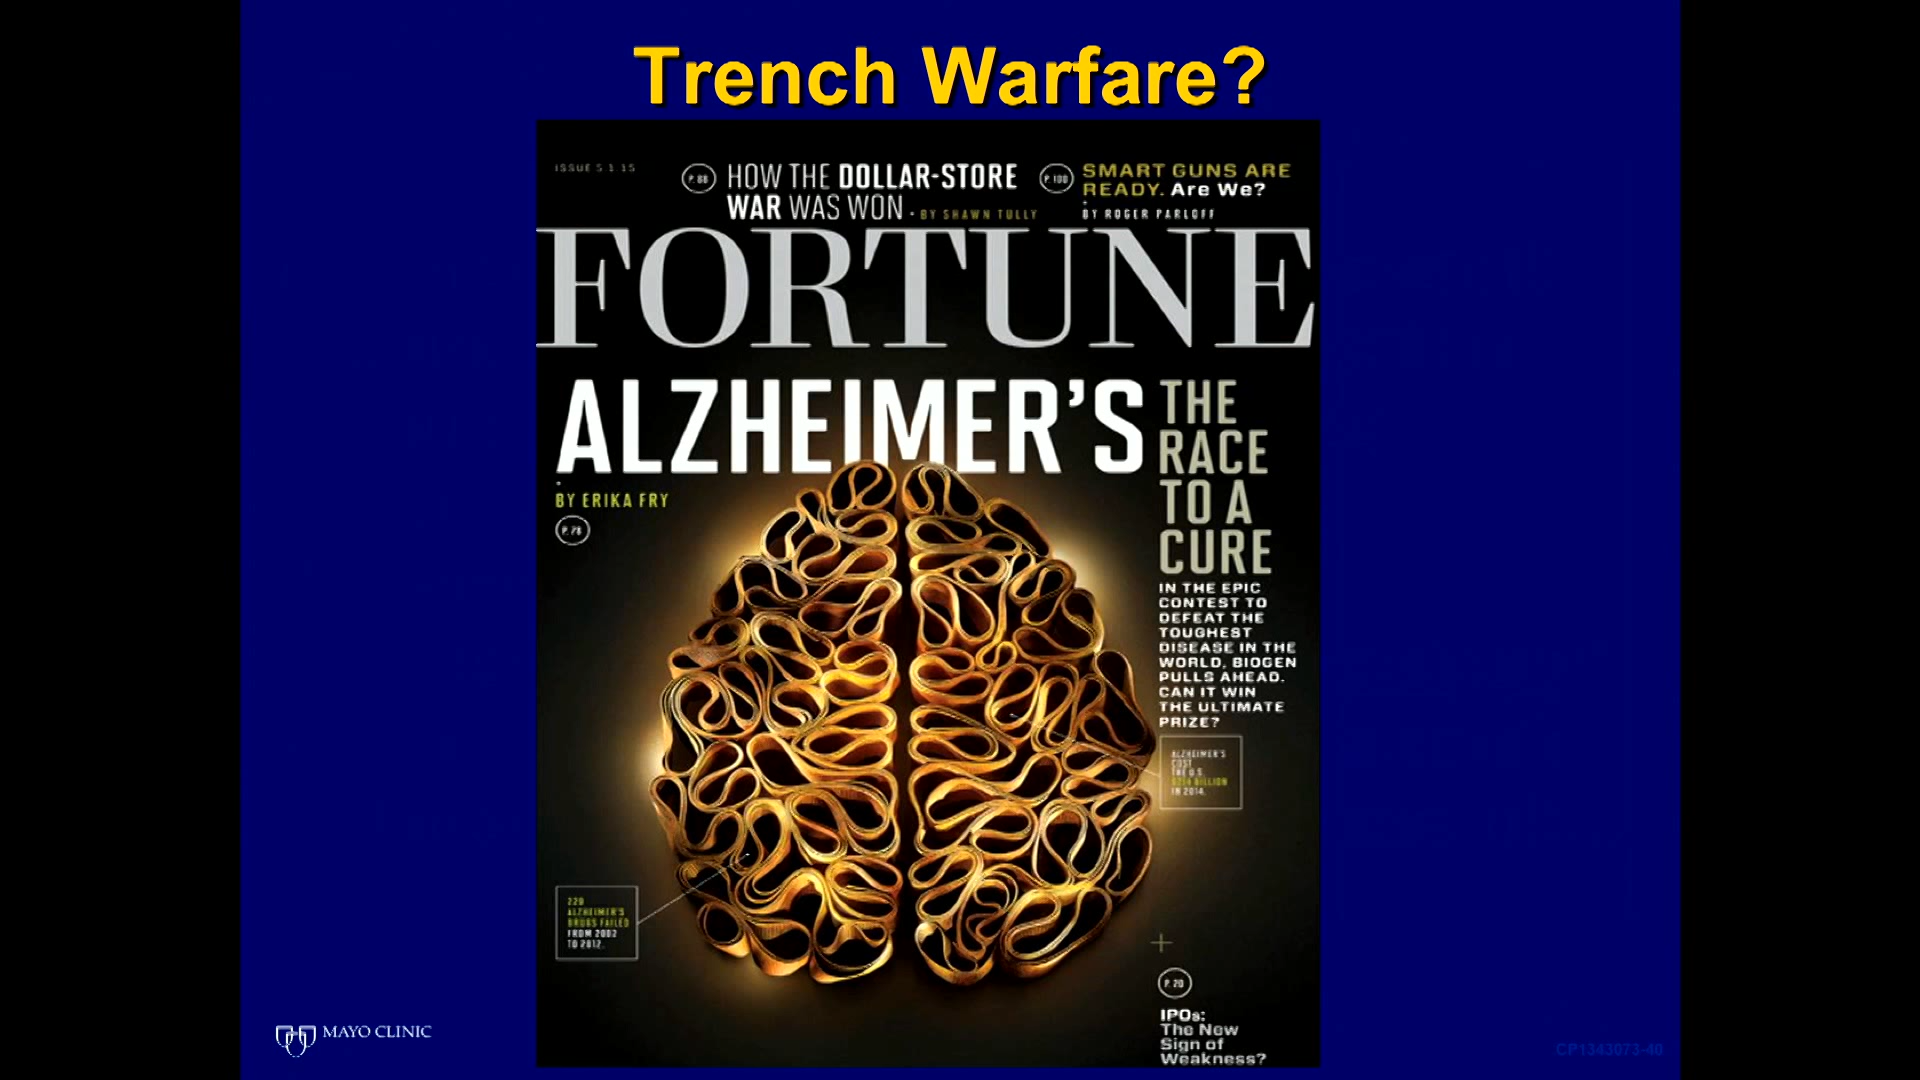 Trench Warfare?
ISSUE 5.1.15
P. 88
HOW THE DOLLAR-STORE
WAR WAS WON - BY SHAWN TULLY
P. 100
SMART GUNS ARE
READY. Are We?
BY ROGER PARLOFF
FORTUNE
ALZHEIMER'S
THE
RACE
TO A
CURE
BY ERIKA FRY
P. 78
IN THE EPIC
CONTEST TO
DEFEAT THE
TOUGHEST
DISEASE IN THE
WORLD, BIOGEN
PULLS AHEAD.
CAN IT WIN
THE ULTIMATE
PRIZE?
ALZHEIMER'S
COST
THE U.S.
BILLION
IN 2014.
ALZHEIMER'S
DRUGS FAILED
FROM 2002
TO 2012.
P. 20
IPOs:
The New
Sign of
Weakness?
MAYO CLINIC
CP1343073-40